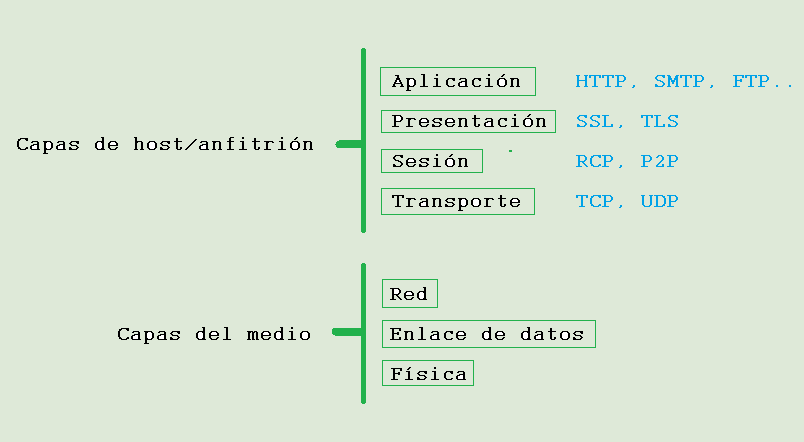 Aplicación HTTP, SMTP, FTP..
Presentación SSL, TLS
Capas de host/anfitrión
Sesión RCP, P2P
Transporte TCP, UDP
Red
Capas del medio
Enlace de datos
Física